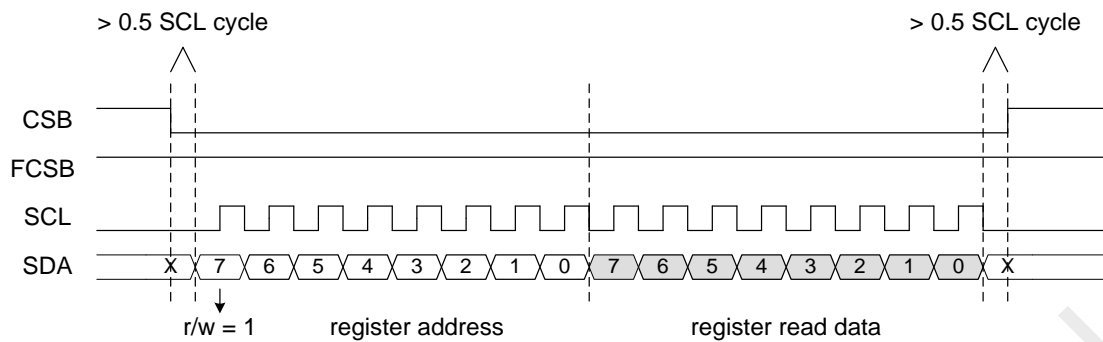 > 0.5 SCL cycle > 0.5 SCL cycle
CSB
FCSB
SCL
SDA X 7 6 5 4 3 2 1 0 7 6 5 4 3 2 1 0 X
r/w = 1 register address register read data